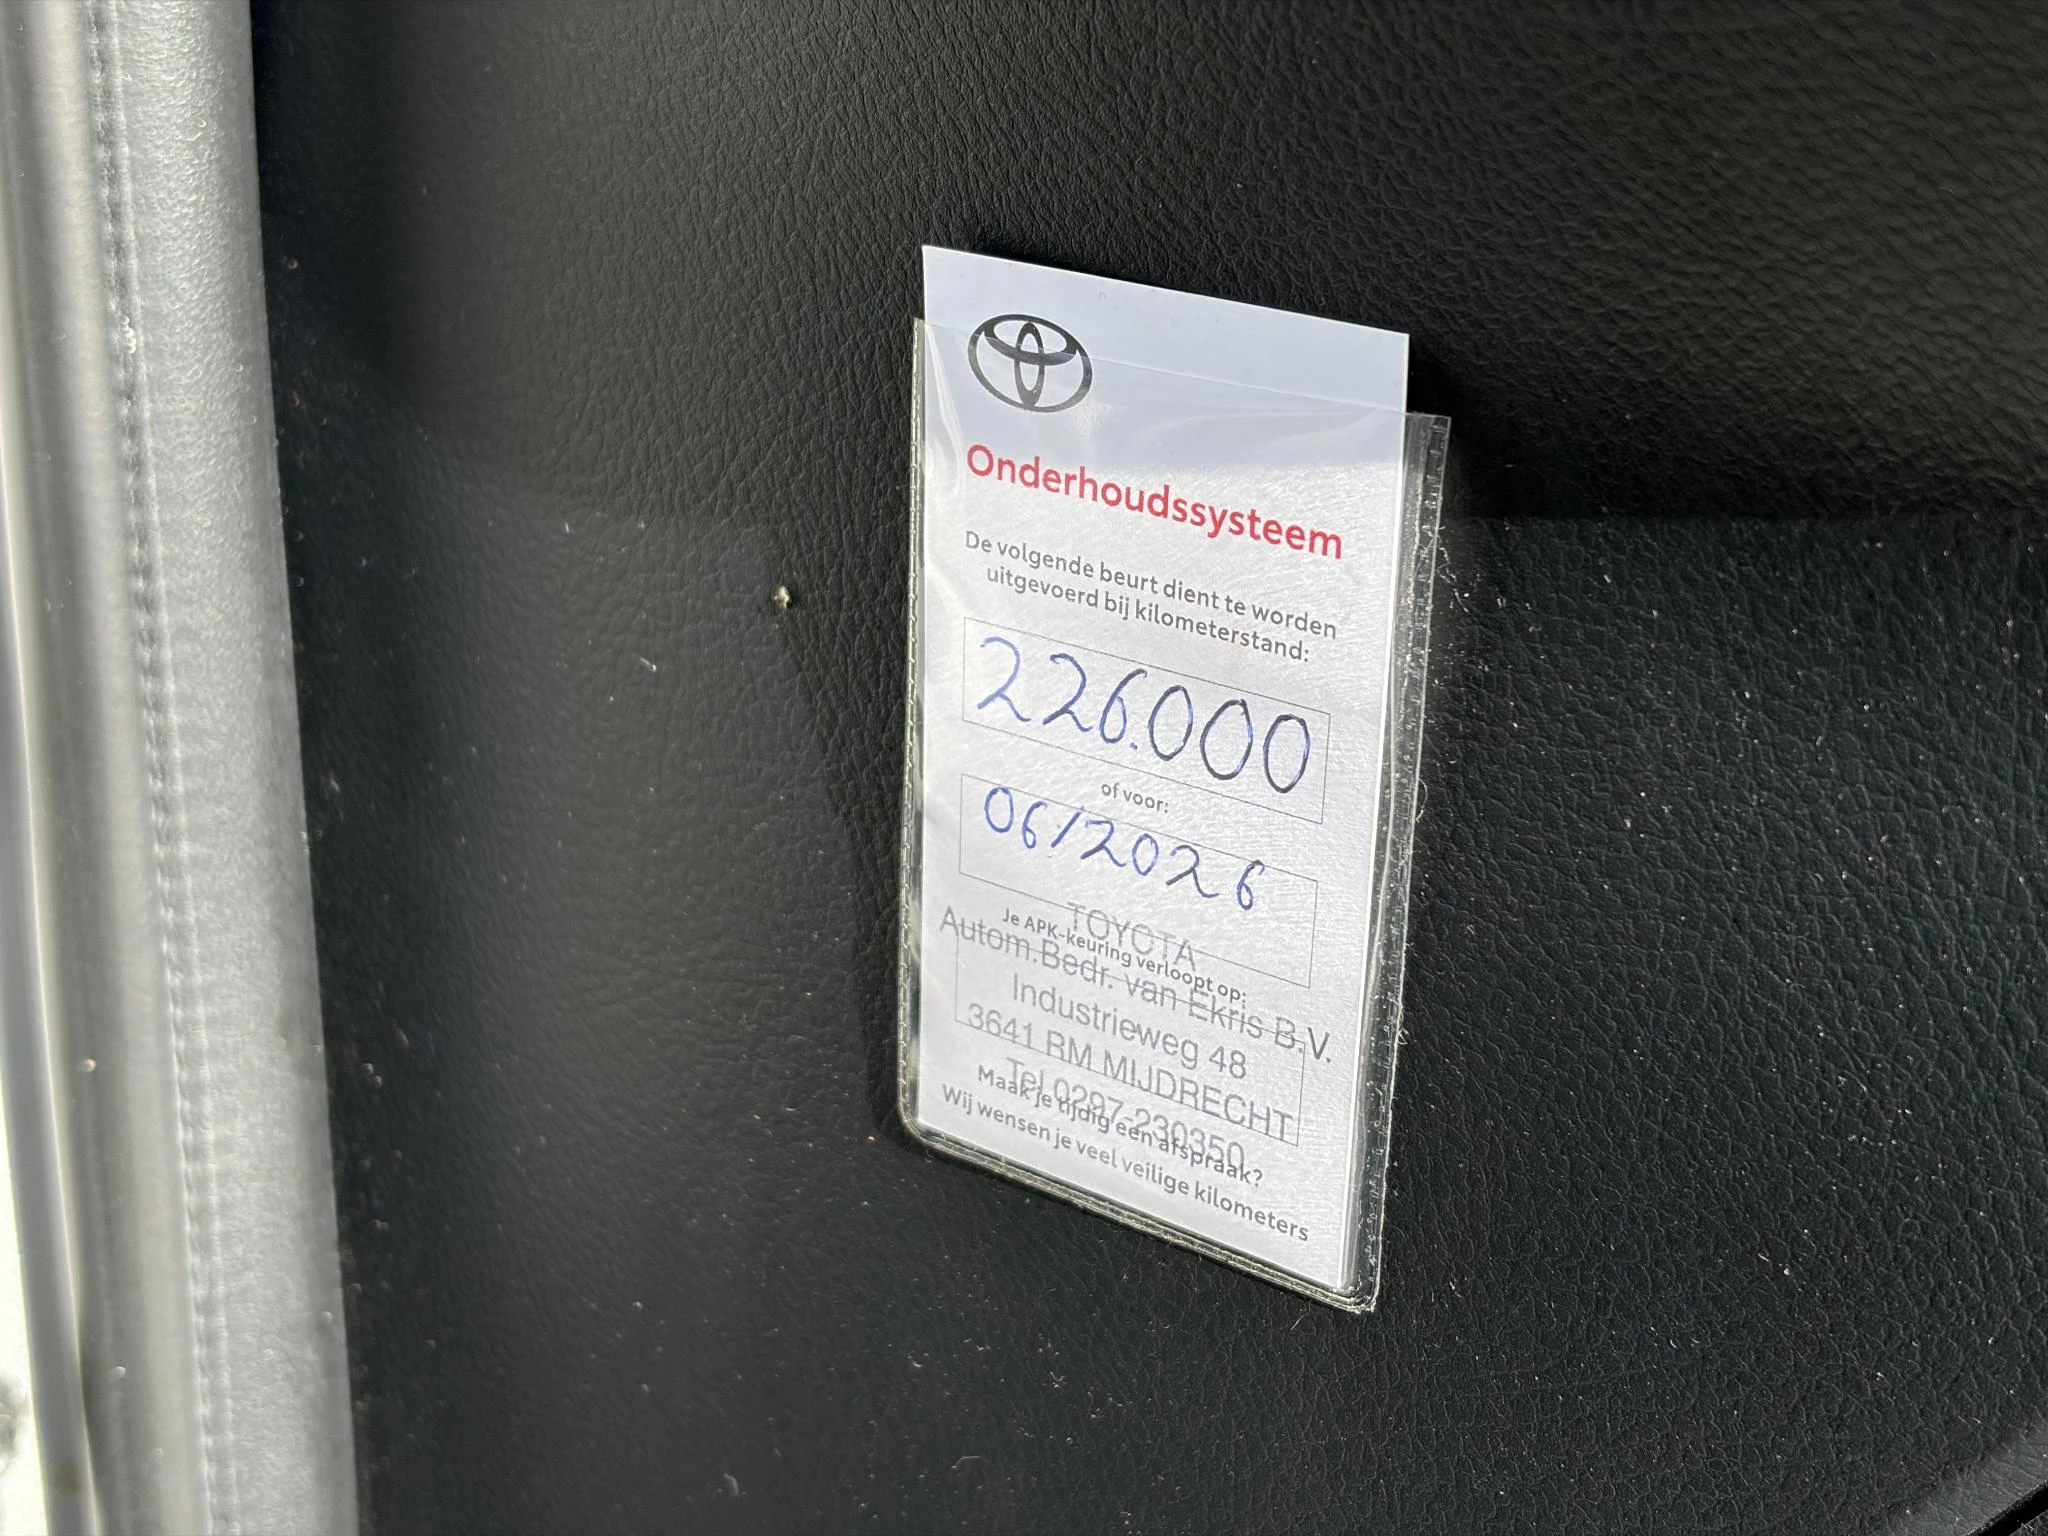 Onderhoudssysteem
De volgende beurt dient te worden
uitgevoerd bij kilometerstand:
226.000
of voor:
06/2026
TOYOTA
Je APK-keuring verloopt op:
Autom.Bedr. van Ekris B.V.
Industrieweg 48
3641 RM MIJDRECHT
Tel.0297-230350
Maak je tijdig een afspraak?
Wij wensen je veel veilige kilometers